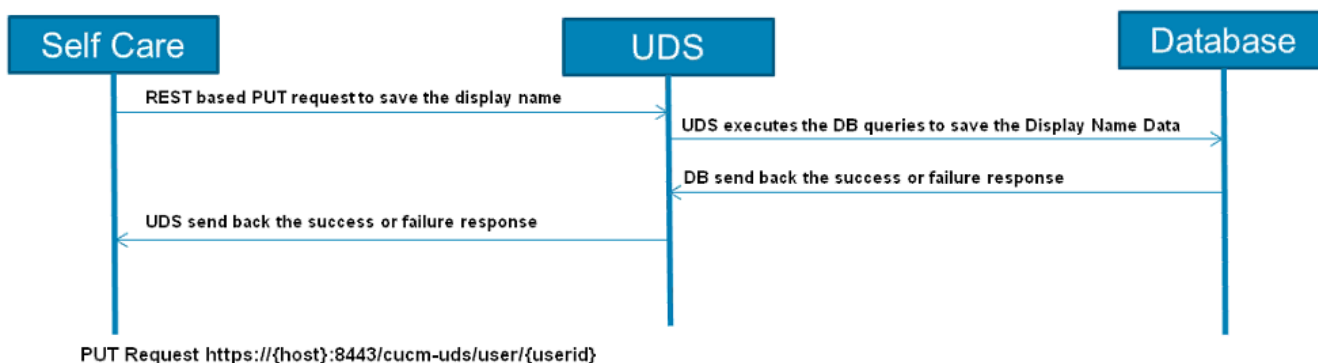 Self Care
UDS
Database
REST based PUT request to save the display name
UDS executes the DB queries to save the Display Name Data
DB send back the success or failure response
UDS send back the success or failure response
PUT Request https://{host}:8443/cucm-uds/user/{userid}